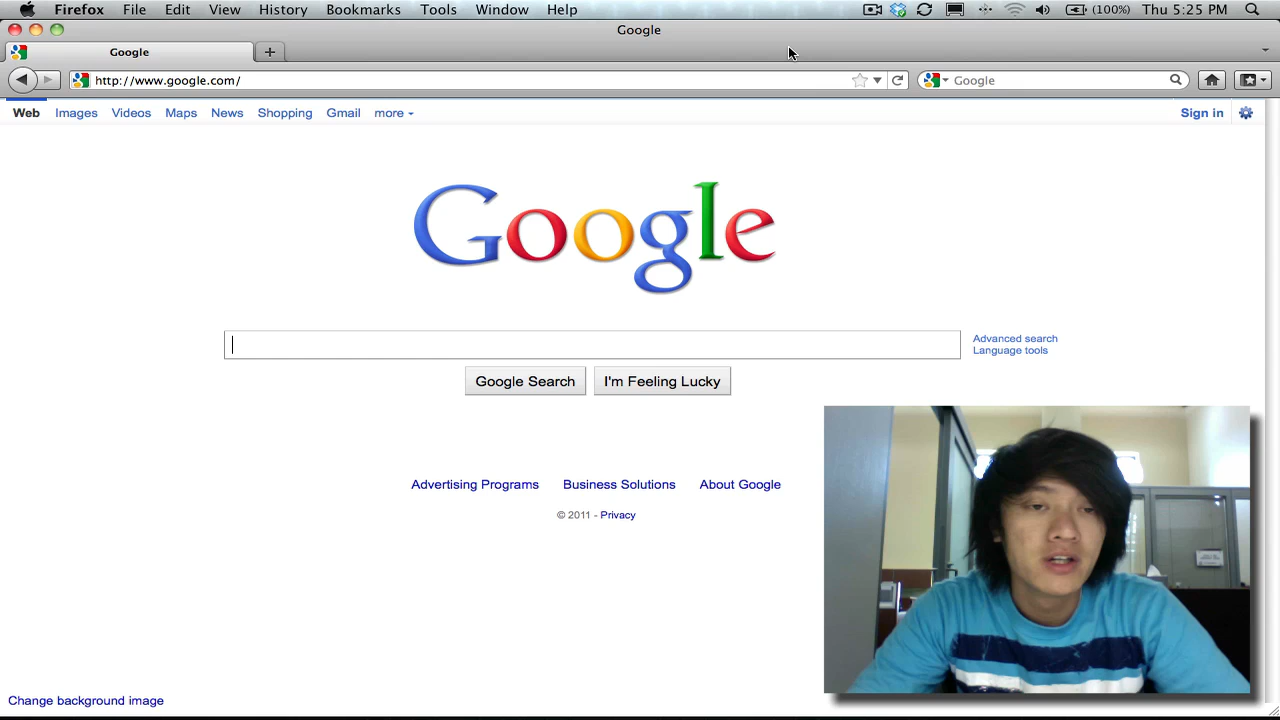 Firefox File Edit View History Bookmarks Tools Window Help (100%) Thu 5:25 PM
Google
Google
http://www.google.com/ Google
Web Images Videos Maps News Shopping Gmail more Sign in
Google
Advanced search
Language tools
Google Search I'm Feeling Lucky
Advertising Programs Business Solutions About Google
© 2011 - Privacy
Change background image